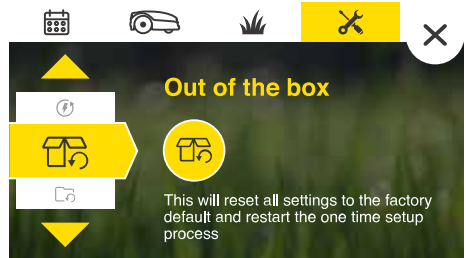 Out of the box
This will reset all settings to the factory
default and restart the one time setup
process